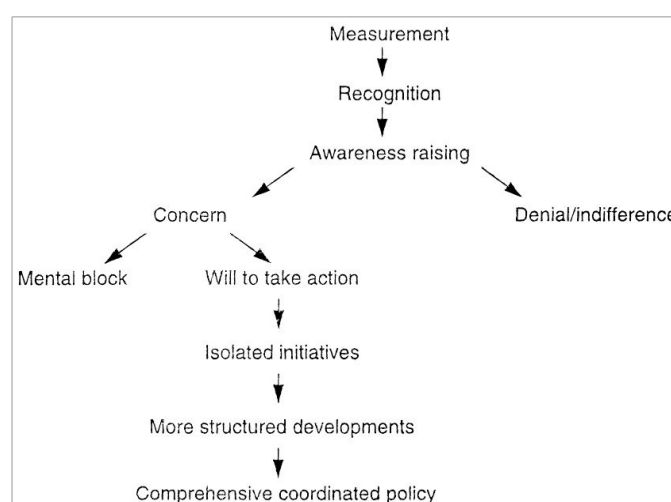 Measurement
Recognition
Awareness raising
Concern
Denial/indifference
Mental block
Will to take action
Isolated initiatives
More structured developments
Comprehensive coordinated policy